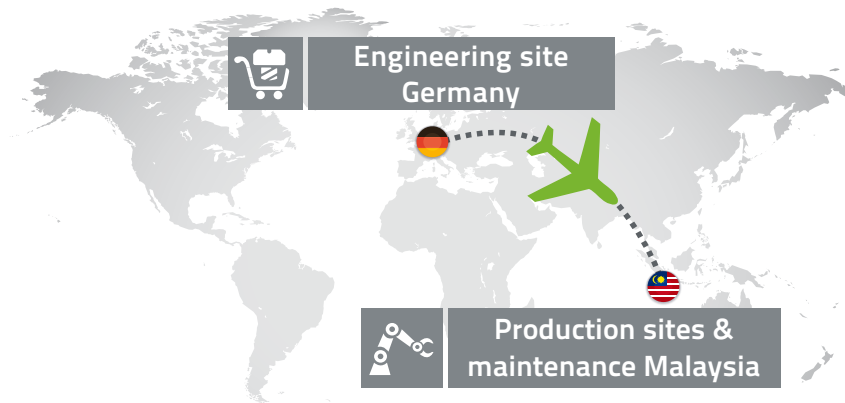 Engineering site
Germany
Production sites &
maintenance Malaysia